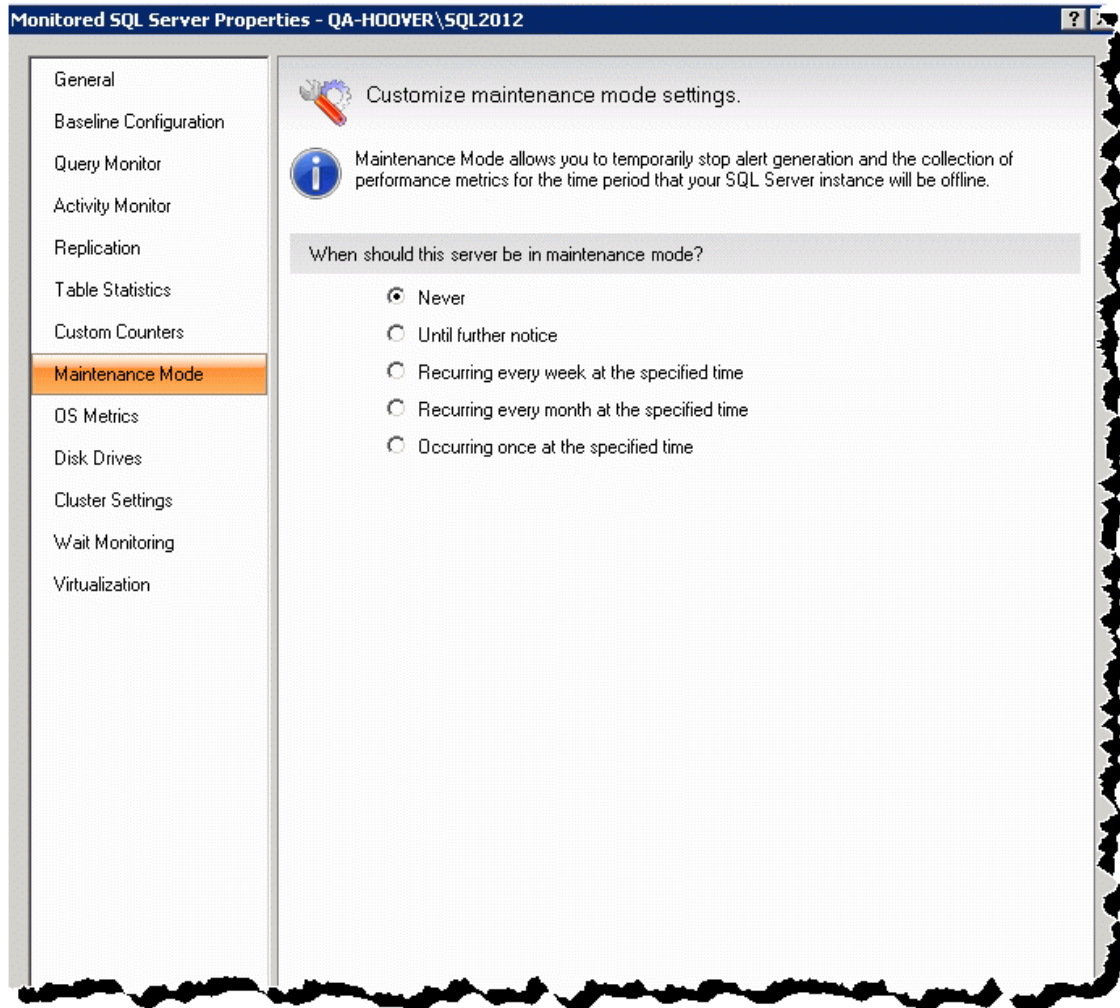 Monitored SQL Server Properties - QA-HOOVER\SQL2012
?
General
Baseline Configuration
Query Monitor
Activity Monitor
Replication
Table Statistics
Custom Counters
Maintenance Mode
OS Metrics
Disk Drives
Cluster Settings
Wait Monitoring
Virtualization
Customize maintenance mode settings.
Maintenance Mode allows you to temporarily stop alert generation and the collection of
performance metrics for the time period that your SQL Server instance will be offline.
When should this server be in maintenance mode?
Never
Until further notice
Recurring every week at the specified time
Recurring every month at the specified time
Occurring once at the specified time